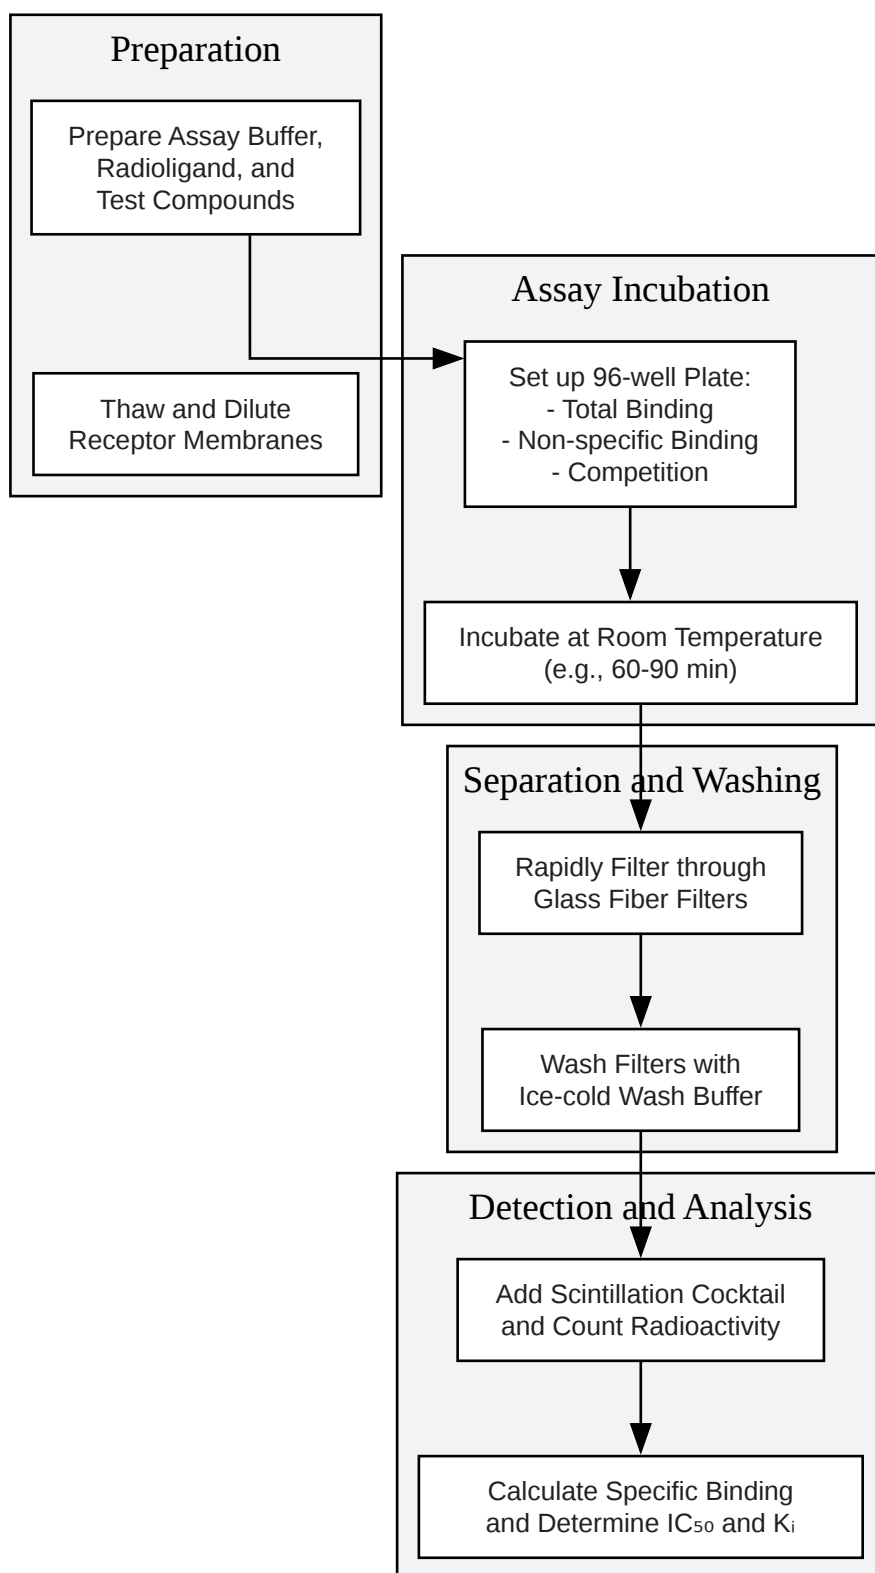 Preparation
Prepare Assay Buffer,
Radioligand, and
Test Compounds
Thaw and Dilute
Receptor Membranes
Assay Incubation
Set up 96-well Plate:
- Total Binding
- Non-specific Binding
- Competition
Incubate at Room Temperature
(e.g., 60-90 min)
Separation and Washing
Rapidly Filter through
Glass Fiber Filters
Wash Filters with
Ice-cold Wash Buffer
Detection and Analysis
Add Scintillation Cocktail
and Count Radioactivity
Calculate Specific Binding
and Determine IC₅₀ and Kᵢ